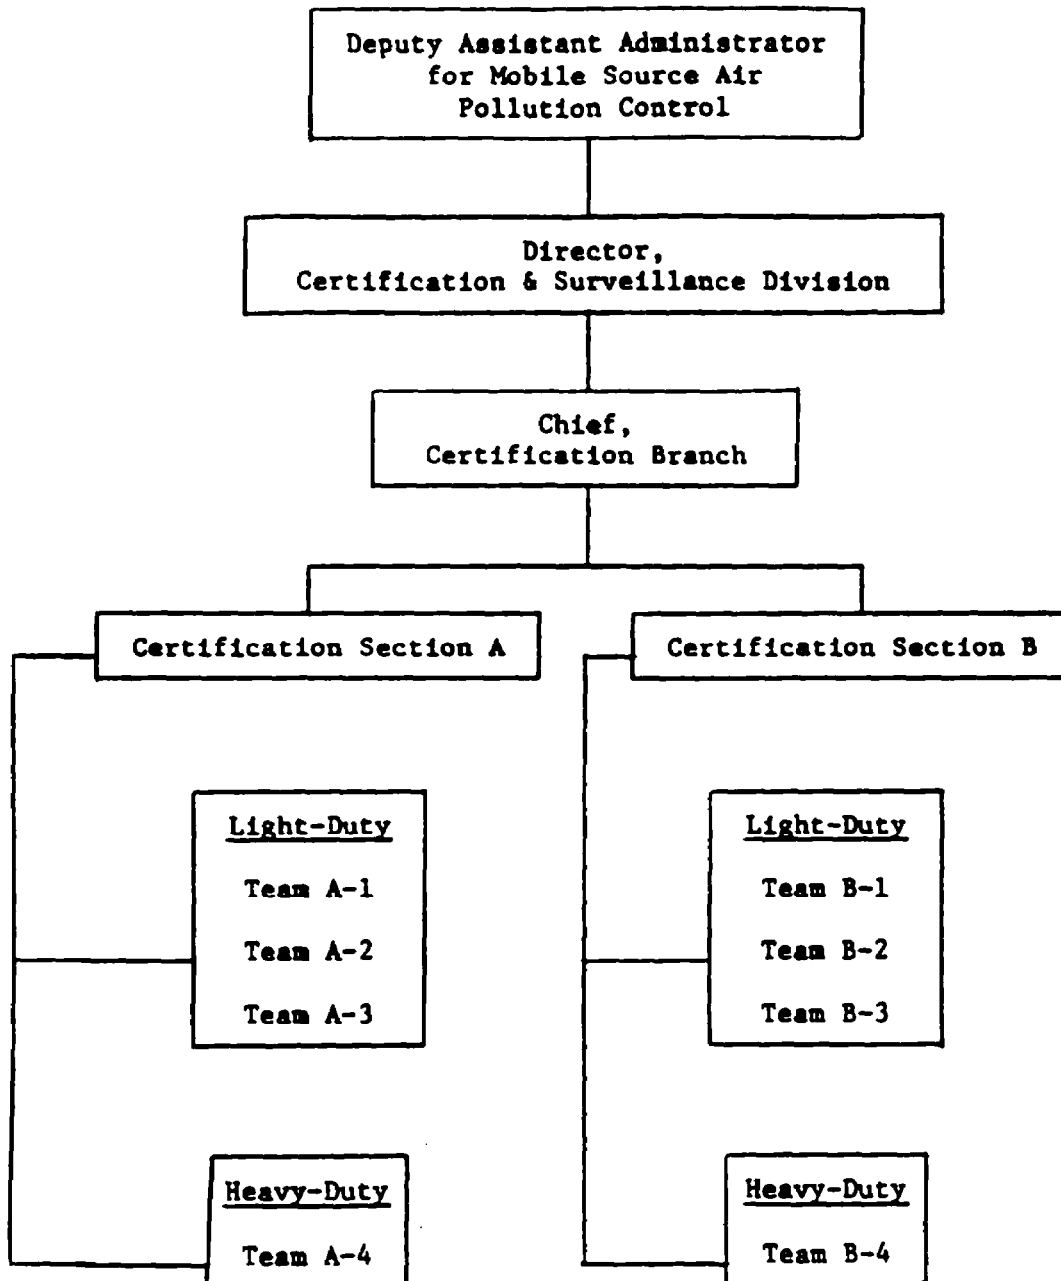 Deputy Assistant Administrator
for Mobile Source Air
Pollution Control
Director,
Certification & Surveillance Division
Chief,
Certification Branch
Certification Section A
Certification Section B
Light-Duty
Team A-1
Team A-2
Team A-3
Light-Duty
Team B-1
Team B-2
Team B-3
Heavy-Duty
Team A-4
Heavy-Duty
Team B-4